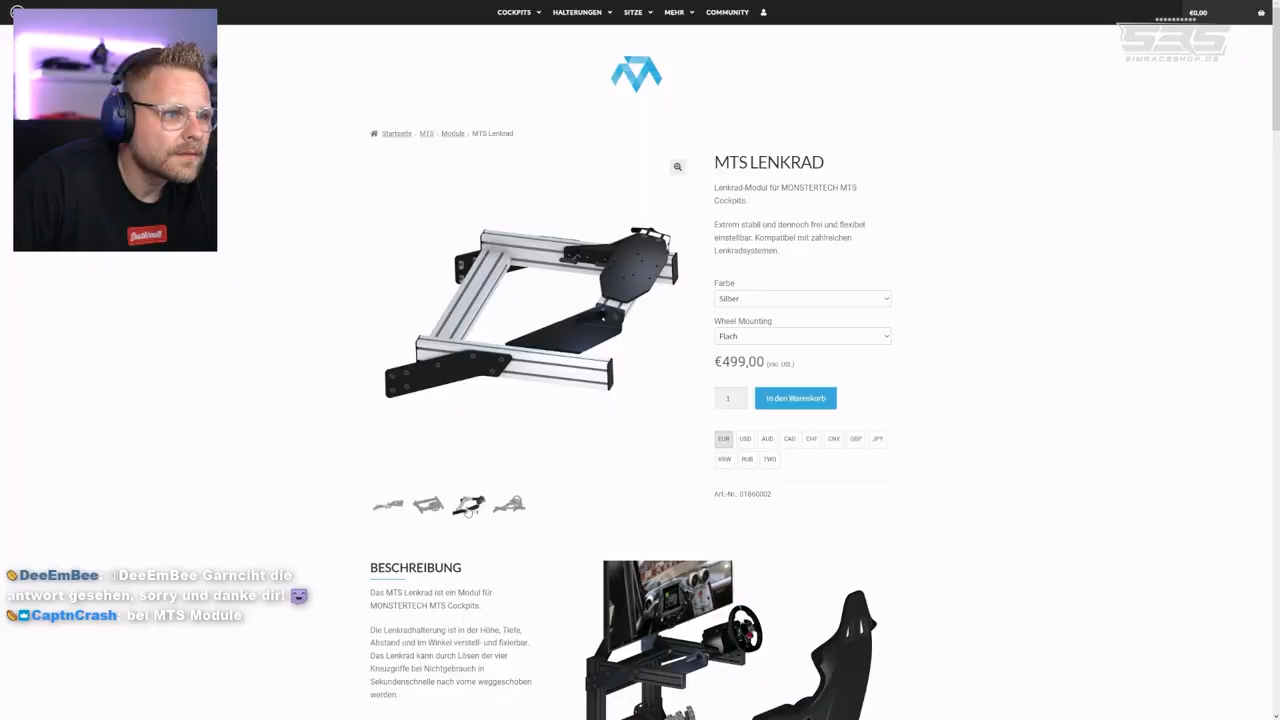 COCKPITS HALTERUNGEN SITZE MEHR COMMUNITY €0,00
SRS
SIMRACESHOP.DE
Startseite MTS Module MTS Lenkrad
MTS LENKRAD
Lenkrad-Modul für MONSTERTECH MTS
Cockpits.
Extrem stabil und dennoch frei und flexibel
einstellbar. Kompatibel mit zahlreichen
Lenkradsystemen.
Farbe
Silber
Wheel Mounting
Flach
€499,00 (inkl. USt.)
1 In den Warenkorb
EUR USD AUD CAD CHF CNY GBP JPY
KRW RUB TWD
Art.-Nr.: 01860002
BESCHREIBUNG
Das MTS Lenkrad ist ein Modul für
MONSTERTECH MTS Cockpits.
Die Lenkradhalterung ist in der Höhe, Tiefe,
Abstand und im Winkel verstell- und fixierbar.
Das Lenkrad kann durch Lösen der vier
Kreuzgriffe bei Nichtgebrauch in
Sekundenschnelle nach vorne weggeschoben
werden.
DeeEmBee: @DeeEmBee Garnciht die
antwort gesehen, sorry und danke dir!
CaptnCrash: bei MTS Module